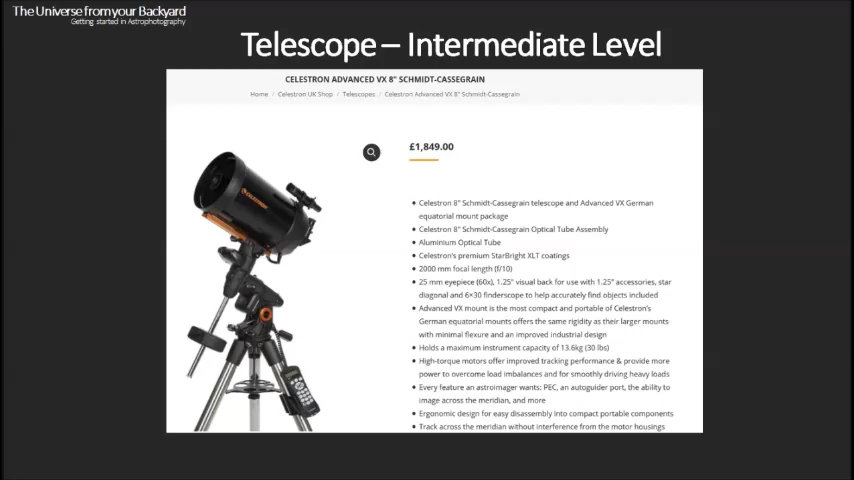 The Universe from your Backyard
Getting started in Astrophotography
Telescope – Intermediate Level
CELESTRON ADVANCED VX 8" SCHMIDT-CASSEGRAIN
Home / Celestron UK Shop / Telescopes / Celestron Advanced VX 8" Schmidt-Cassegrain
£1,849.00
CELESTRON
• Celestron 8" Schmidt-Cassegrain telescope and Advanced VX German
equatorial mount package
• Celestron 8" Schmidt-Cassegrain Optical Tube Assembly
• Aluminium Optical Tube
• Celestron's premium StarBright XLT coatings
• 2000 mm focal length (f/10)
• 25 mm eyepiece (60x), 1.25" visual back for use with 1.25" accessories, star
diagonal and 6×30 finderscope to help accurately find objects included
• Advanced VX mount is the most compact and portable of Celestron's
German equatorial mounts offers the same rigidity as their larger mounts
with minimal flexure and an improved industrial design
• Holds a maximum instrument capacity of 13.6kg (30 lbs)
• High-torque motors offer improved tracking performance & provide more
power to overcome load imbalances and for smoothly driving heavy loads
• Every feature an astroimager wants: PEC, an autoguider port, the ability to
image across the meridian, and more
• Ergonomic design for easy disassembly into compact portable components
• Track across the meridian without interference from the motor housings